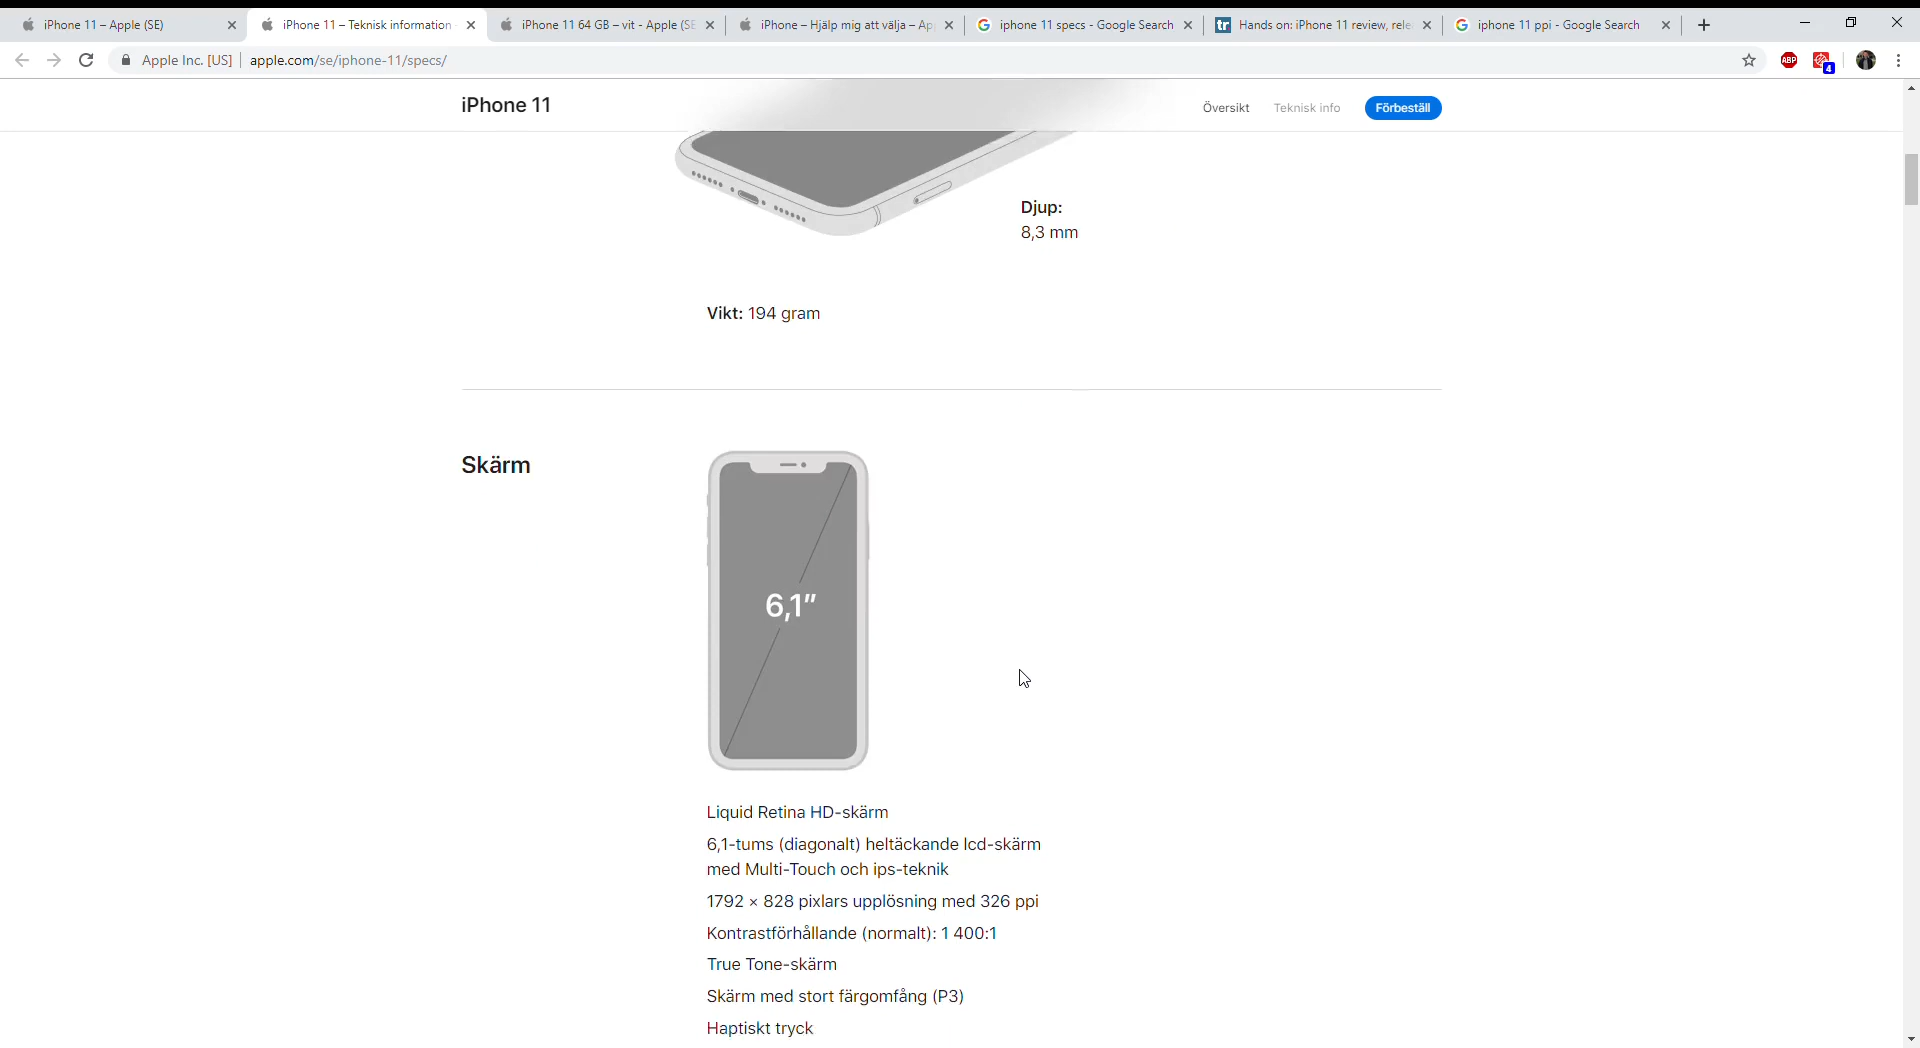 iPhone 11 – Apple (SE)
iPhone 11 – Teknisk information
iPhone 11 64 GB – vit - Apple (SE
iPhone – Hjälp mig att välja – Ap
iphone 11 specs - Google Search
tr Hands on: iPhone 11 review, rele
iphone 11 ppi - Google Search
Apple Inc. [US] apple.com/se/iphone-11/specs/
ABP
4
iPhone 11
Översikt
Teknisk info
Förbeställ
Djup:
8,3 mm
Vikt: 194 gram
Skärm
6,1”
Liquid Retina HD-skärm
6,1-tums (diagonalt) heltäckande lcd-skärm
med Multi-Touch och ips-teknik
1792 × 828 pixlars upplösning med 326 ppi
Kontrastförhållande (normalt): 1 400:1
True Tone-skärm
Skärm med stort färgomfång (P3)
Haptiskt tryck